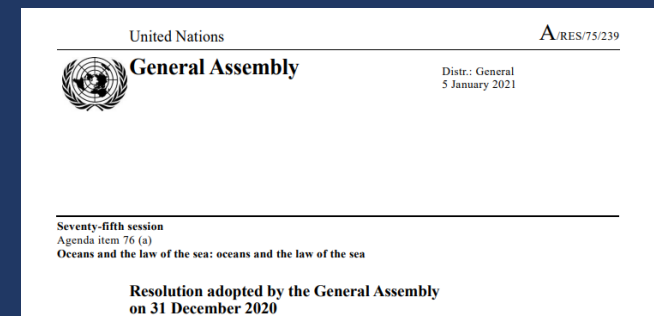 United Nations
A/RES/75/239
General Assembly
Distr.: General
5 January 2021
Seventy-fifth session
Agenda item 76 (a)
Oceans and the law of the sea: oceans and the law of the sea
Resolution adopted by the General Assembly
on 31 December 2020